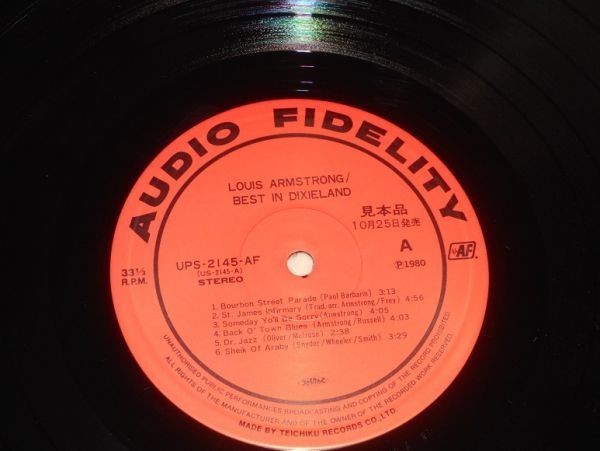 AUDIO FIDELITY
LOUIS ARMSTRONG/
BEST IN DIXIELAND
見本品
10月25日発売
UPS-2145-AF
(US-2145-A)
STEREO
33⅓
R.P.M.
A
Ⓟ1980
AF.
1. Bourbon Street Parade (Paul Barbarin) 3:13
2. St. James Infirmary (Trad. arr. Armstrong/Frey) 4:56
3. Someday You'll Be Sorry (Armstrong) 4:05
4. Back O' Town Blues (Armstrong/Russell) 4:03
5. Dr. Jazz (Oliver/Melrose) 2:38
6. Sheik Of Araby (Snyder/Wheeler/Smith) 3:29
UNAUTHORISED PUBLIC PERFORMANCES, BROADCASTING AND COPYING OF THE RECORD PROHIBITED.
ALL RIGHTS OF THE MANUFACTURER AND OF THE OWNER OF THE RECORDED WORK RESERVED.
MADE BY TEICHIKU RECORDS CO., LTD.